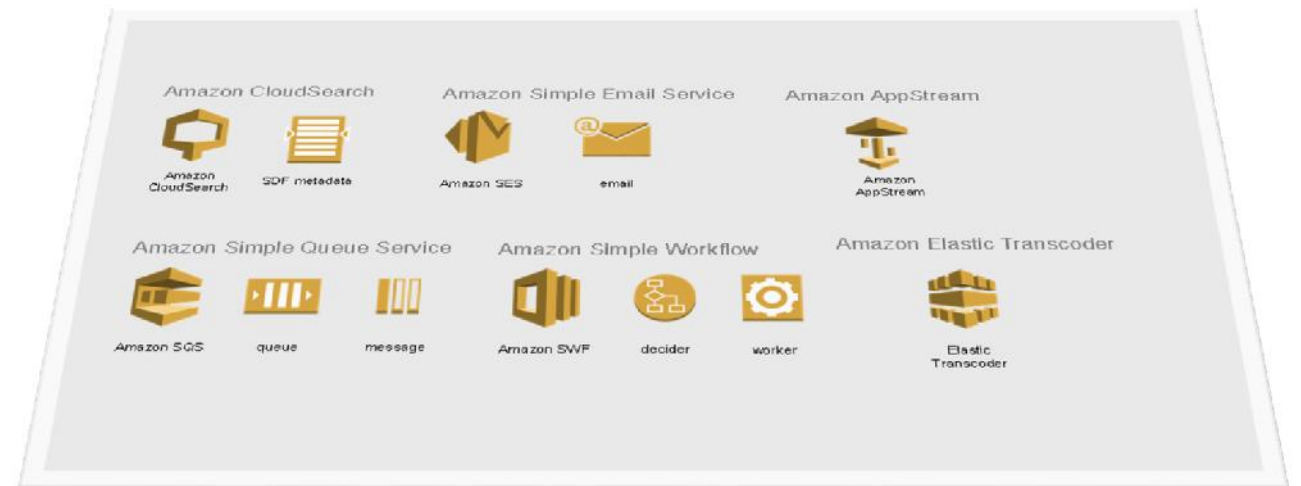 Amazon CloudSearch
Amazon Simple Email Service
Amazon AppStream
@
Amazon
CloudSearch
SDF metadata
Amazon SES
email
Amazon
AppStream
Amazon Simple Queue Service
Amazon Simple Workflow
Amazon Elastic Transcoder
Amazon SQS
queue
message
Amazon SWF
decider
worker
Elastic
Transcoder